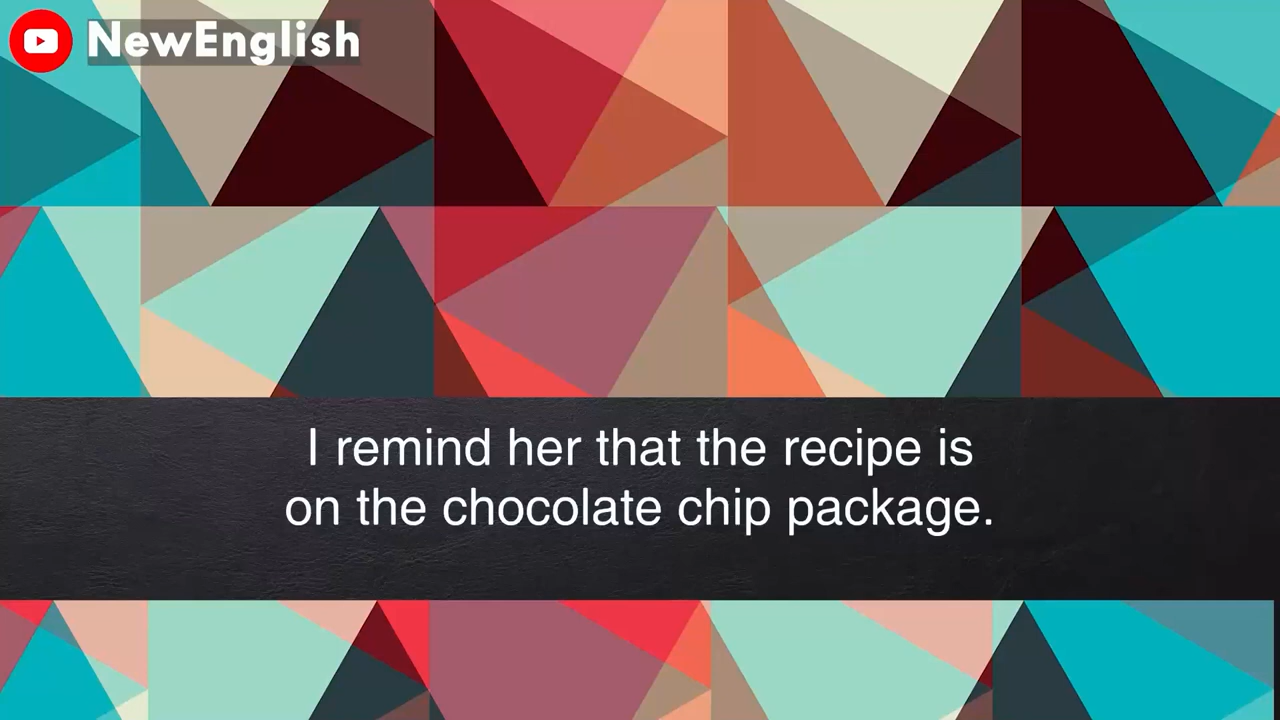 NewEnglish
I remind her that the recipe is
on the chocolate chip package.